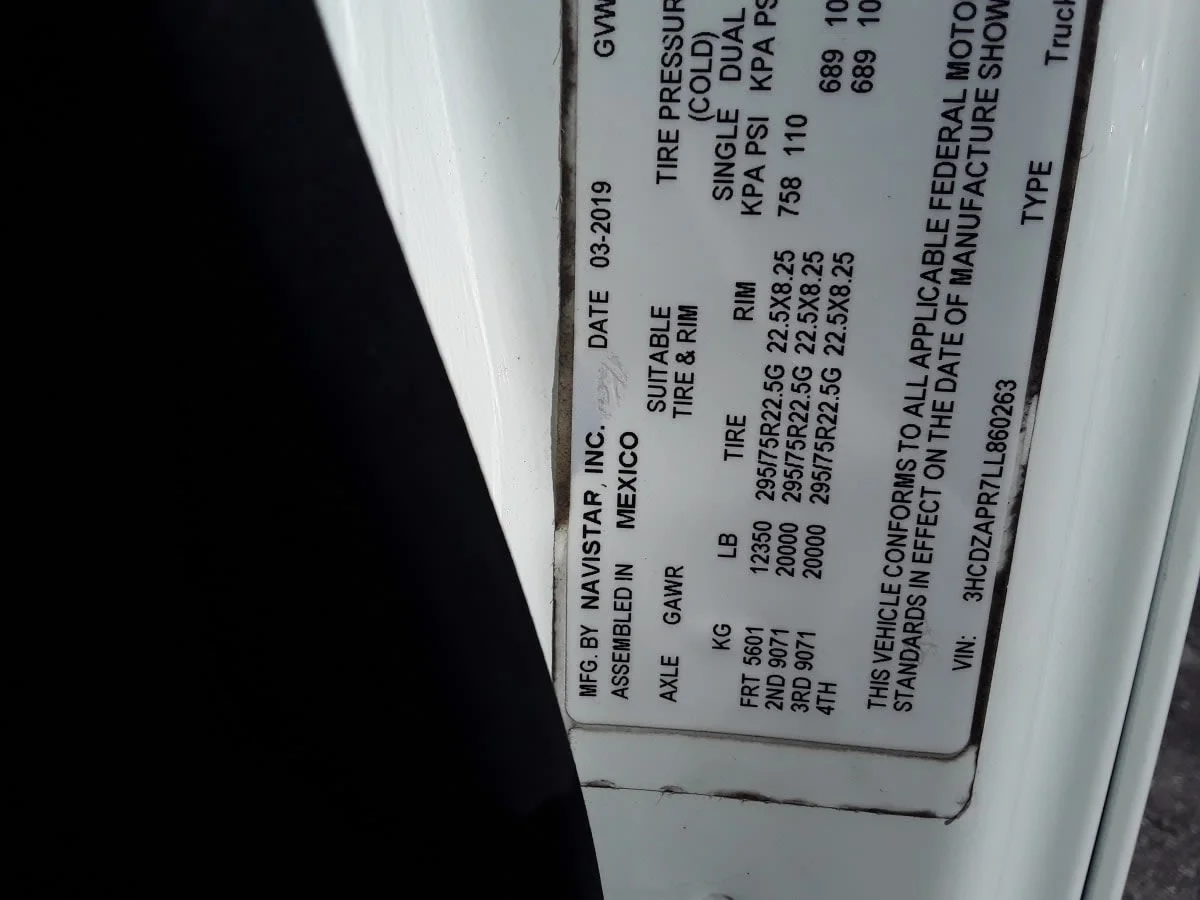 MFG. BY NAVISTAR, INC. DATE 03-2019 GVW
ASSEMBLED IN MEXICO
AXLE GAWR SUITABLE TIRE PRESSUR
TIRE & RIM (COLD)
SINGLE DUAL
KG LB TIRE RIM KPA PSI KPA PS
FRT 5601 12350 295/75R22.5G 22.5X8.25 758 110
2ND 9071 20000 295/75R22.5G 22.5X8.25 689 10
3RD 9071 20000 295/75R22.5G 22.5X8.25 689 10
4TH
THIS VEHICLE CONFORMS TO ALL APPLICABLE FEDERAL MOTO
STANDARDS IN EFFECT ON THE DATE OF MANUFACTURE SHOW
VIN: 3HCDZAPR7LL860263 TYPE Truck